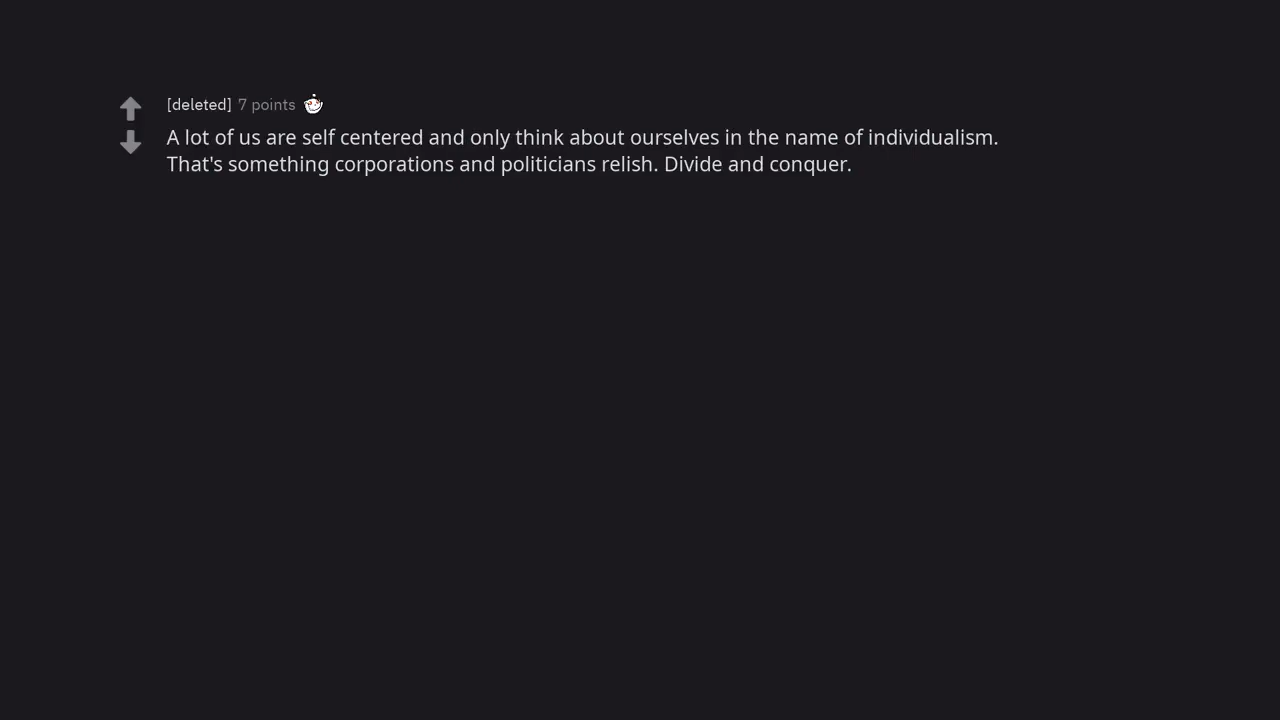 [deleted] 7 points
A lot of us are self centered and only think about ourselves in the name of individualism.
That's something corporations and politicians relish. Divide and conquer.